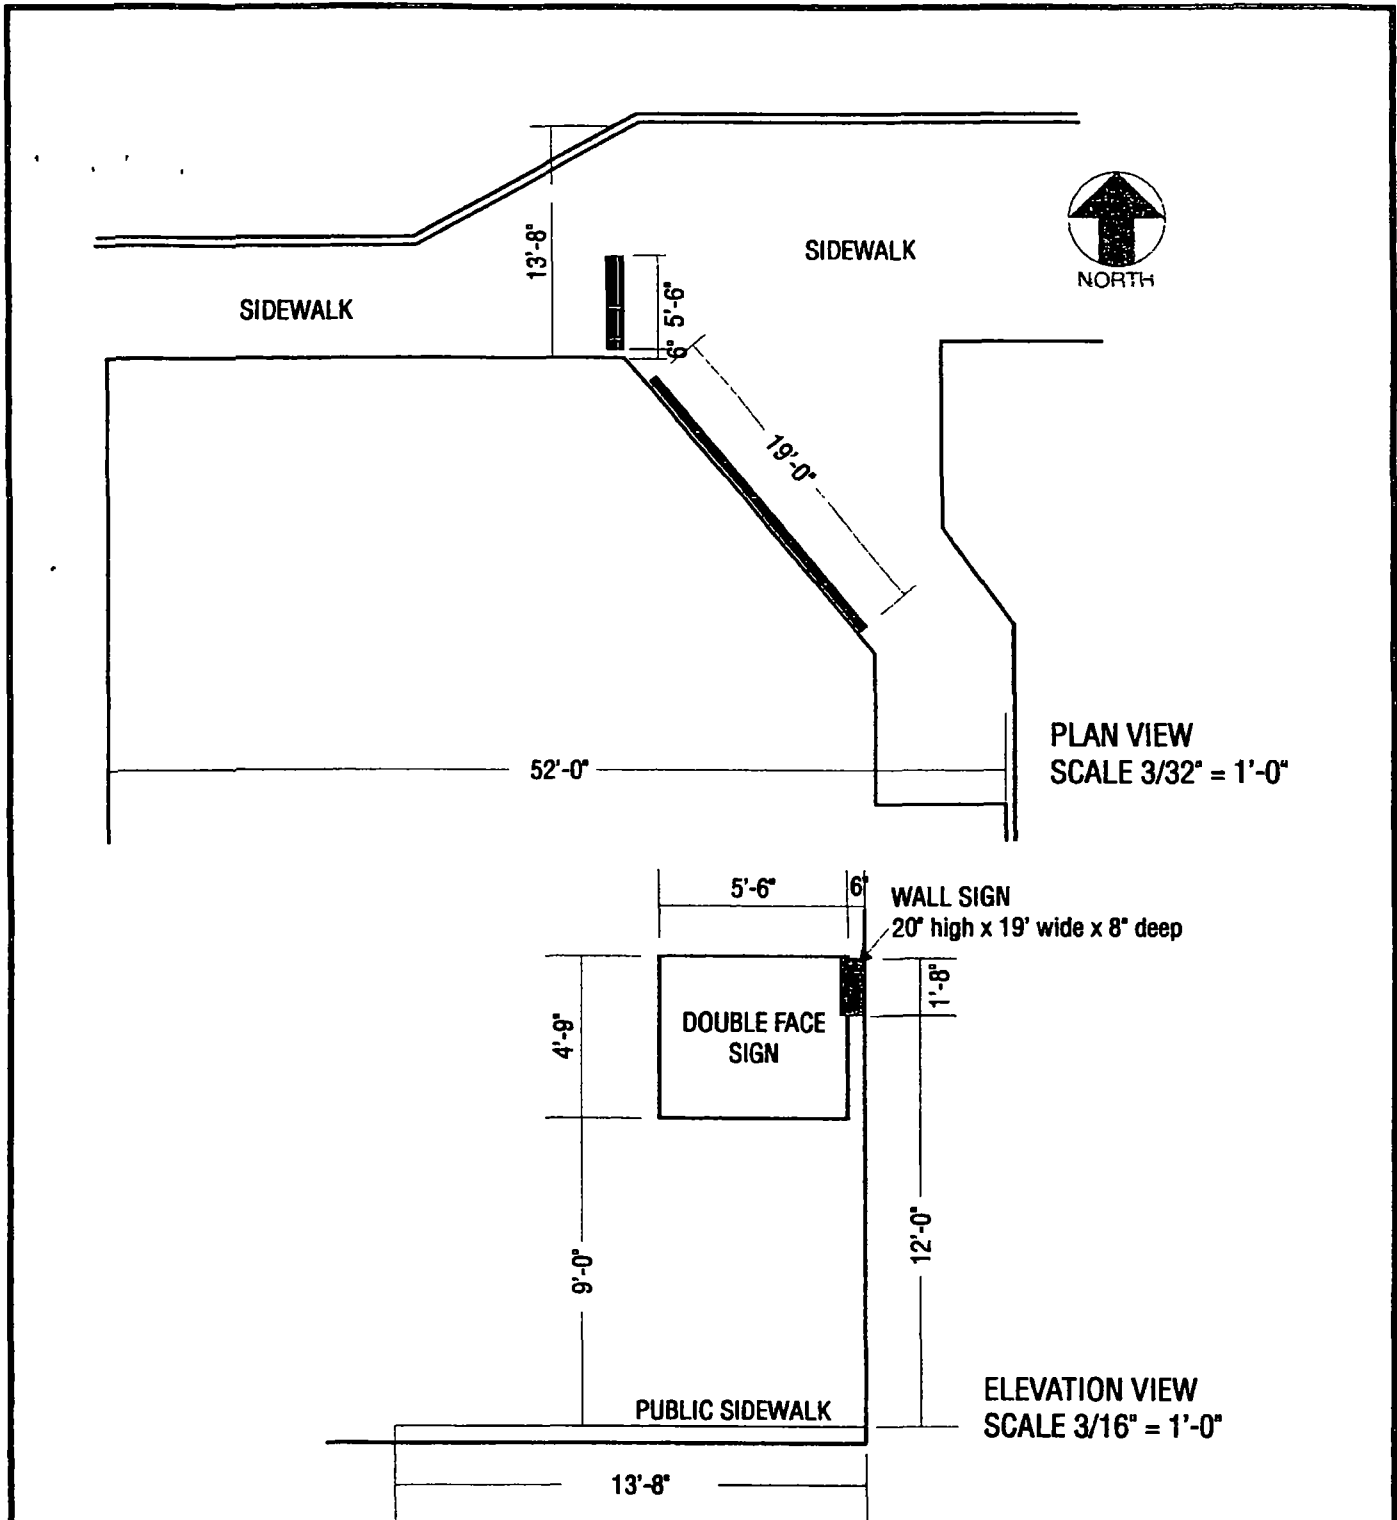 13'-8"
SIDEWALK
NORTH
SIDEWALK
5'-6"
6"
19'-0"
PLAN VIEW
SCALE 3/32" = 1'-0"
52'-0"
5'-6"
6"
WALL SIGN
20" high x 19' wide x 8" deep
1'-8"
4'-9"
DOUBLE FACE
SIGN
12'-0"
9'-0"
PUBLIC SIDEWALK
ELEVATION VIEW
SCALE 3/16" = 1'-0"
13'-8"